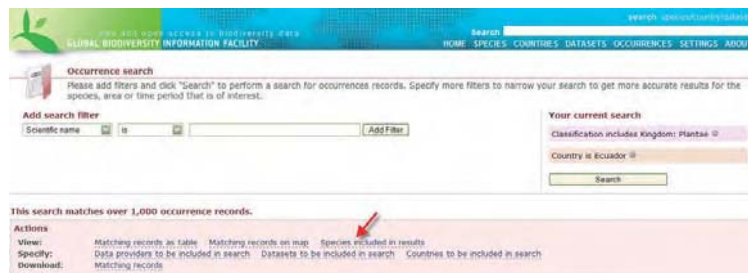 free and open access to biodiversity data
GLOBAL BIODIVERSITY INFORMATION FACILITY
search species/country/dataset
Search
HOME SPECIES COUNTRIES DATASETS OCCURRENCES SETTINGS ABOU
Occurrence search
Please add filters and click "Search" to perform a search for occurrences records. Specify more filters to narrow your search to get more accurate results for the
species, area or time period that is of interest.
Add search filter
Scientific name is Add Filter
Your current search
Classification includes Kingdom: Plantae
Country is Ecuador
Search
This search matches over 1,000 occurrence records.
Actions
View: Matching records as table Matching records on map Species included in results
Specify: Data providers to be included in search Datasets to be included in search Countries to be included in search
Download: Matching records